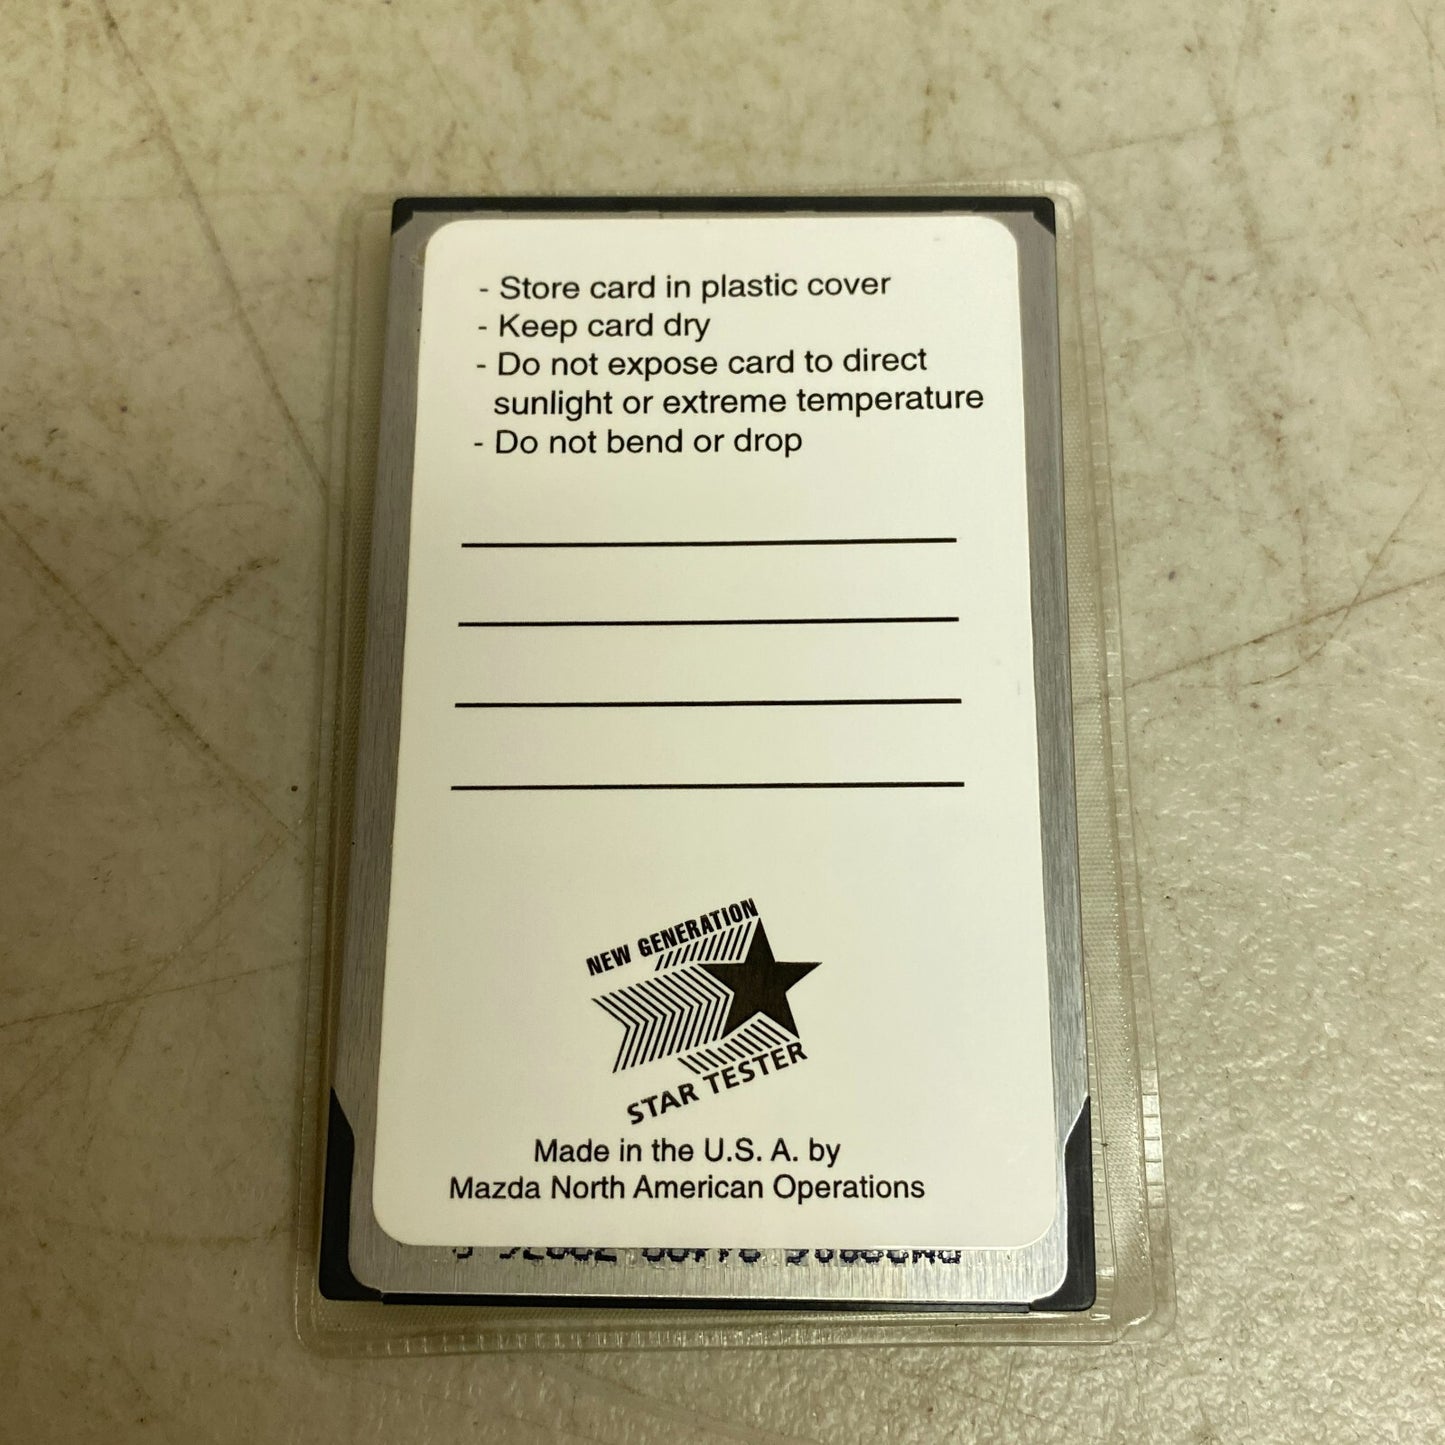 - Store card in plastic cover
- Keep card dry
- Do not expose card to direct
sunlight or extreme temperature
- Do not bend or drop
NEW GENERATION
STAR TESTER
Made in the U.S. A. by
Mazda North American Operations